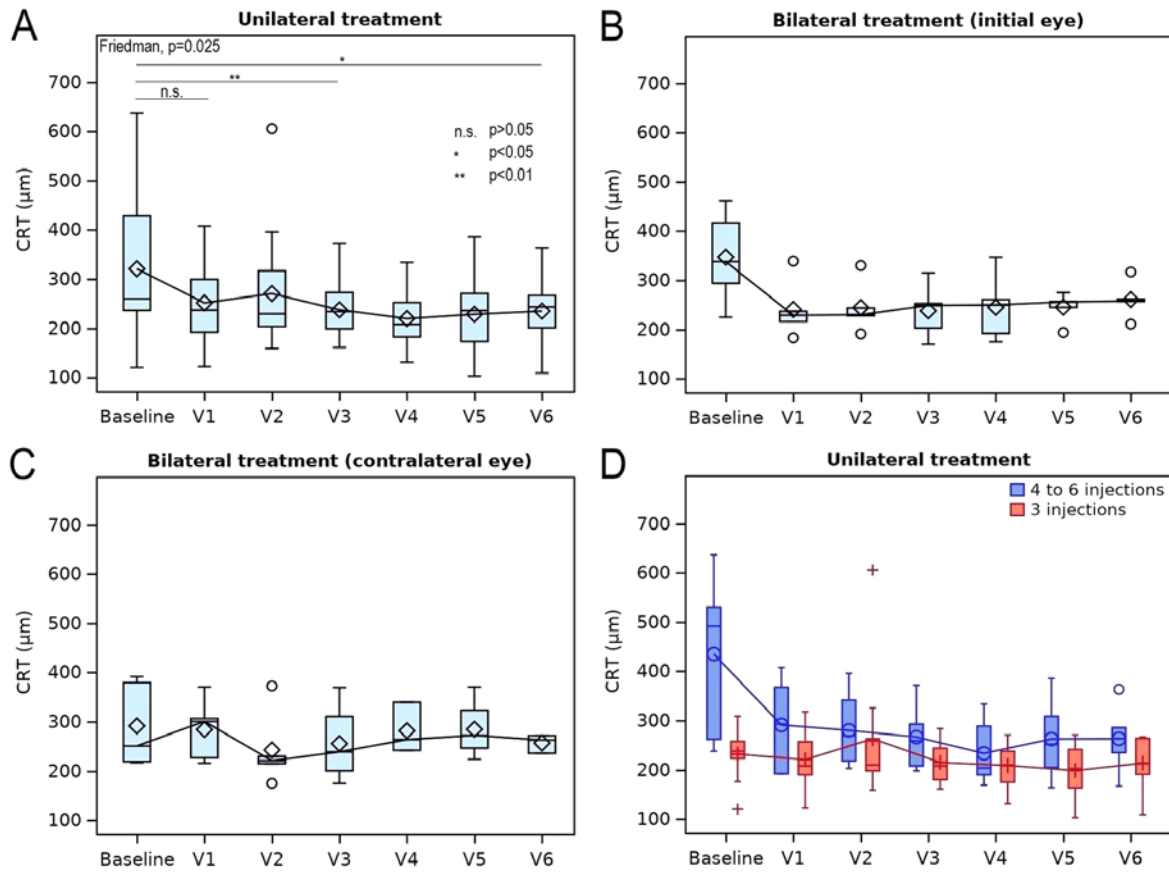 A
Unilateral treatment
Friedman, p=0.025
*
**
n.s.
n.s. p>0.05
* p<0.05
** p<0.01
CRT (µm)
700
600
500
400
300
200
100
Baseline V1 V2 V3 V4 V5 V6
B
Bilateral treatment (initial eye)
CRT (µm)
700
600
500
400
300
200
100
Baseline V1 V2 V3 V4 V5 V6
C
Bilateral treatment (contralateral eye)
CRT (µm)
700
600
500
400
300
200
100
Baseline V1 V2 V3 V4 V5 V6
D
Unilateral treatment
4 to 6 injections
3 injections
CRT (µm)
700
600
500
400
300
200
100
Baseline V1 V2 V3 V4 V5 V6